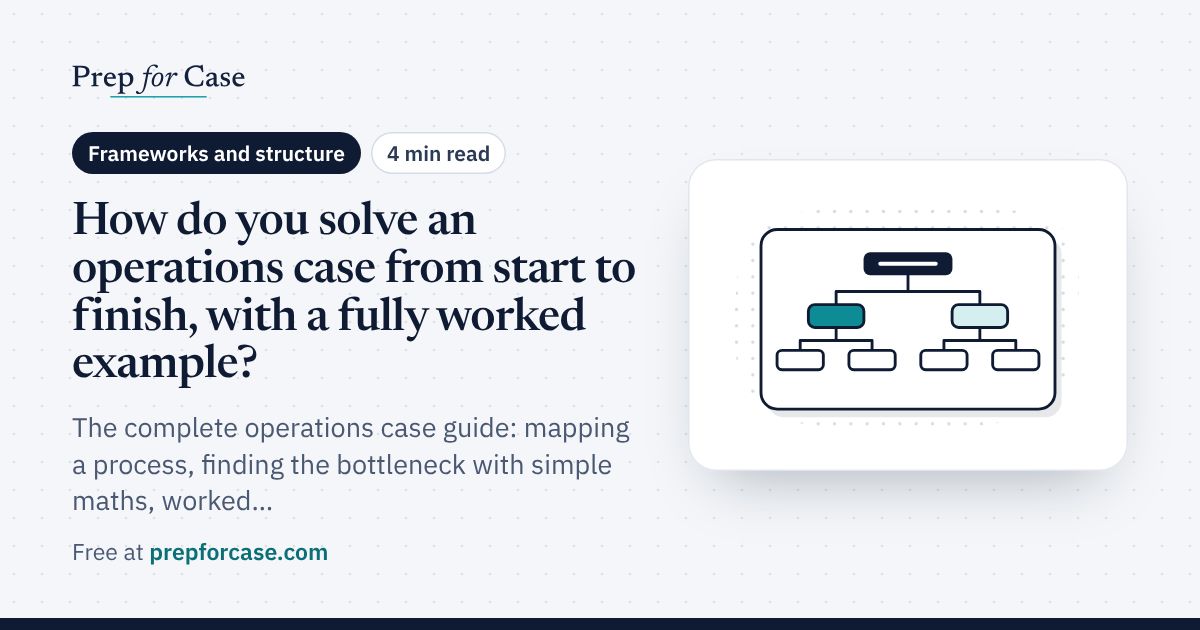 Prep for Case
Frameworks and structure
4 min read
How do you solve an
operations case from start to
finish, with a fully worked
example?
The complete operations case guide: mapping
a process, finding the bottleneck with simple
maths, worked...
Free at prepforcase.com